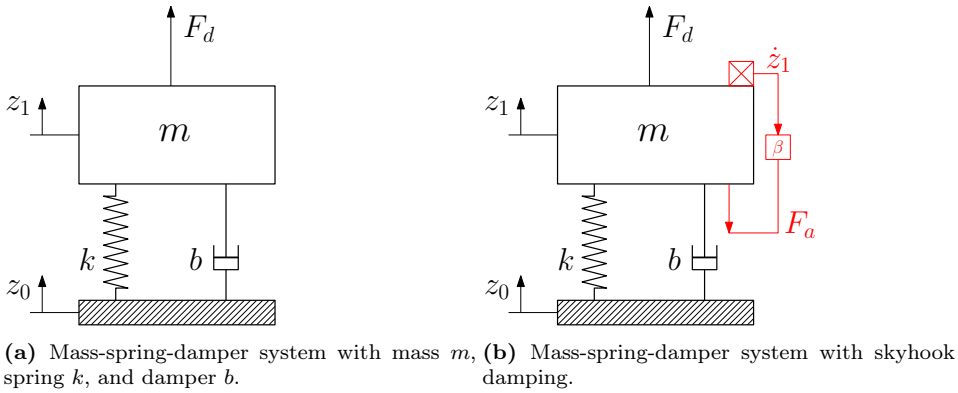 F_d
z_1
m
k
b
z_0
F_d
ż_1
z_1
m
β
F_a
k
b
z_0
(a) Mass-spring-damper system with mass m,
spring k, and damper b.
(b) Mass-spring-damper system with skyhook
damping.